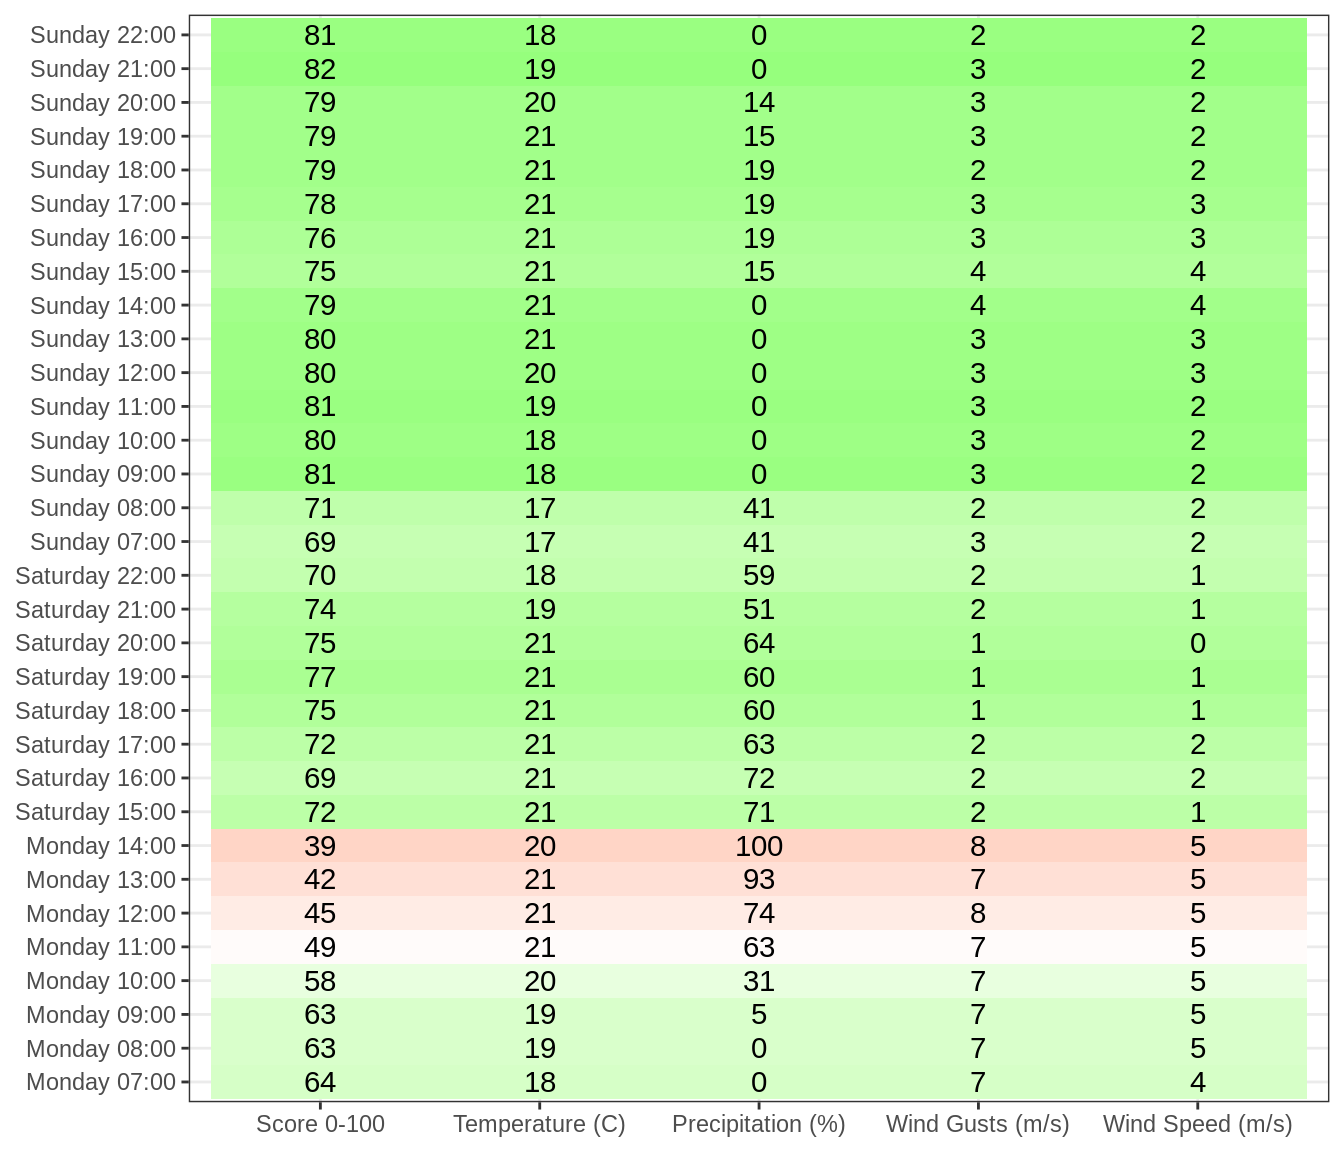 Sunday 22:00 81 18 0 2 2
Sunday 21:00 82 19 0 3 2
Sunday 20:00 79 20 14 3 2
Sunday 19:00 79 21 15 3 2
Sunday 18:00 79 21 19 2 2
Sunday 17:00 78 21 19 3 3
Sunday 16:00 76 21 19 3 3
Sunday 15:00 75 21 15 4 4
Sunday 14:00 79 21 0 4 4
Sunday 13:00 80 21 0 3 3
Sunday 12:00 80 20 0 3 3
Sunday 11:00 81 19 0 3 2
Sunday 10:00 80 18 0 3 2
Sunday 09:00 81 18 0 3 2
Sunday 08:00 71 17 41 2 2
Sunday 07:00 69 17 41 3 2
Saturday 22:00 70 18 59 2 1
Saturday 21:00 74 19 51 2 1
Saturday 20:00 75 21 64 1 0
Saturday 19:00 77 21 60 1 1
Saturday 18:00 75 21 60 1 1
Saturday 17:00 72 21 63 2 2
Saturday 16:00 69 21 72 2 2
Saturday 15:00 72 21 71 2 1
Monday 14:00 39 20 100 8 5
Monday 13:00 42 21 93 7 5
Monday 12:00 45 21 74 8 5
Monday 11:00 49 21 63 7 5
Monday 10:00 58 20 31 7 5
Monday 09:00 63 19 5 7 5
Monday 08:00 63 19 0 7 5
Monday 07:00 64 18 0 7 4
Score 0-100 Temperature (C) Precipitation (%) Wind Gusts (m/s) Wind Speed (m/s)